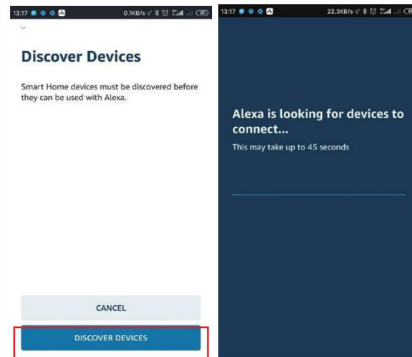 13:17
0.1KB/s
Discover Devices
Smart Home devices must be discovered before
they can be used with Alexa.
CANCEL
DISCOVER DEVICES
13:17
22.3KB/s
Alexa is looking for devices to
connect...
This may take up to 45 seconds